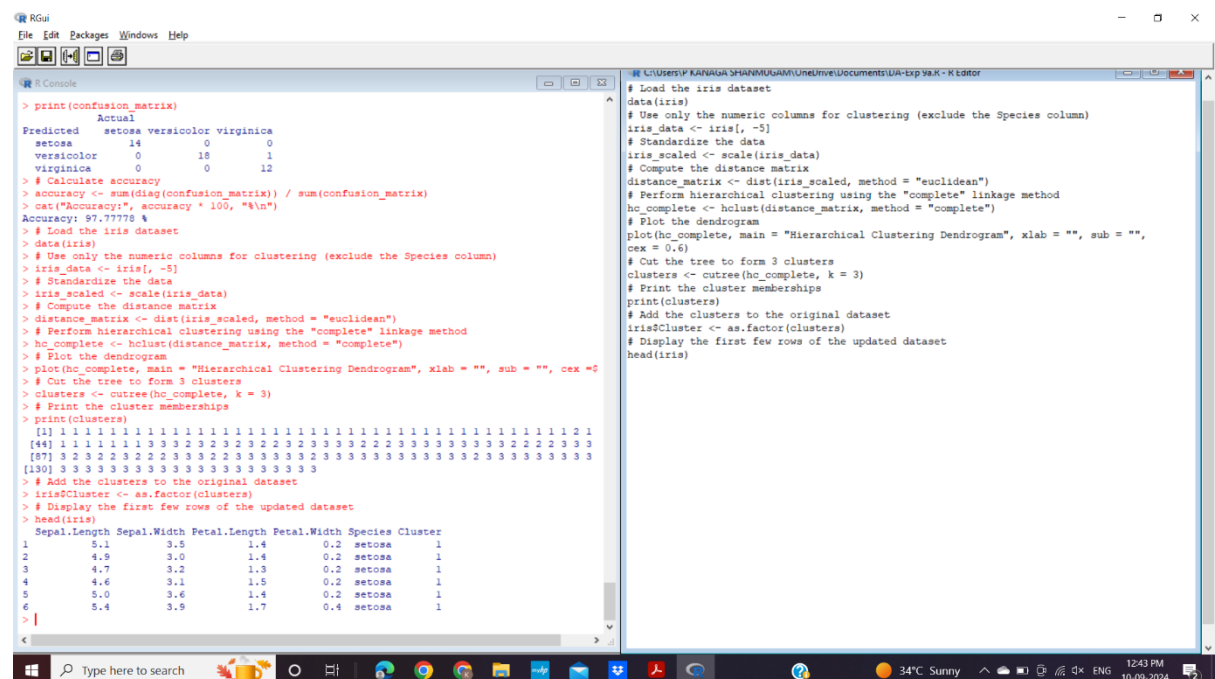 RGui
File Edit Packages Windows Help
R Console
> print(confusion_matrix)
Actual
Predicted setosa versicolor virginica
setosa 14 0 0
versicolor 0 18 1
virginica 0 0 12
> # Calculate accuracy
> accuracy <- sum(diag(confusion_matrix)) / sum(confusion_matrix)
> cat("Accuracy:", accuracy * 100, "%\n")
Accuracy: 97.77778 %
> # Load the iris dataset
> data(iris)
> # Use only the numeric columns for clustering (exclude the Species column)
> iris_data <- iris[, -5]
> # Standardize the data
> iris_scaled <- scale(iris_data)
> # Compute the distance matrix
> distance_matrix <- dist(iris_scaled, method = "euclidean")
> # Perform hierarchical clustering using the "complete" linkage method
> hc_complete <- hclust(distance_matrix, method = "complete")
> # Plot the dendrogram
> plot(hc_complete, main = "Hierarchical Clustering Dendrogram", xlab = "", sub = "", cex =$
> # Cut the tree to form 3 clusters
> clusters <- cutree(hc_complete, k = 3)
> # Print the cluster memberships
> print(clusters)
[1] 1 1 1 1 1 1 1 1 1 1 1 1 1 1 1 1 1 1 1 1 1 1 1 1 1 1 1 1 1 1 1 1 1 1 1 1 1 1 1 1 1 2 1
[44] 1 1 1 1 1 1 1 3 3 3 2 3 2 3 2 3 2 2 3 2 3 3 3 3 2 2 2 3 3 3 3 3 3 3 3 2 2 2 2 3 3 3
[87] 3 2 3 2 2 3 2 2 2 3 3 3 2 2 3 3 3 3 3 3 2 3 3 3 3 3 3 3 3 3 3 3 3 2 3 3 3 3 3 3 3 3 3
[130] 3 3 3 3 3 3 3 3 3 3 3 3 3 3 3 3 3 3 3 3 3
> # Add the clusters to the original dataset
> iris$Cluster <- as.factor(clusters)
> # Display the first few rows of the updated dataset
> head(iris)
Sepal.Length Sepal.Width Petal.Length Petal.Width Species Cluster
1 5.1 3.5 1.4 0.2 setosa 1
2 4.9 3.0 1.4 0.2 setosa 1
3 4.7 3.2 1.3 0.2 setosa 1
4 4.6 3.1 1.5 0.2 setosa 1
5 5.0 3.6 1.4 0.2 setosa 1
6 5.4 3.9 1.7 0.4 setosa 1
>
C:\Users\P KANAGA SHANMUGAM\OneDrive\Documents\DA-Exp 9a.R - R Editor
# Load the iris dataset
data(iris)
# Use only the numeric columns for clustering (exclude the Species column)
iris_data <- iris[, -5]
# Standardize the data
iris_scaled <- scale(iris_data)
# Compute the distance matrix
distance_matrix <- dist(iris_scaled, method = "euclidean")
# Perform hierarchical clustering using the "complete" linkage method
hc_complete <- hclust(distance_matrix, method = "complete")
# Plot the dendrogram
plot(hc_complete, main = "Hierarchical Clustering Dendrogram", xlab = "", sub = "",
cex = 0.6)
# Cut the tree to form 3 clusters
clusters <- cutree(hc_complete, k = 3)
# Print the cluster memberships
print(clusters)
# Add the clusters to the original dataset
iris$Cluster <- as.factor(clusters)
# Display the first few rows of the updated dataset
head(iris)
Type here to search
34°C Sunny
ENG
12:43 PM
10-09-2024